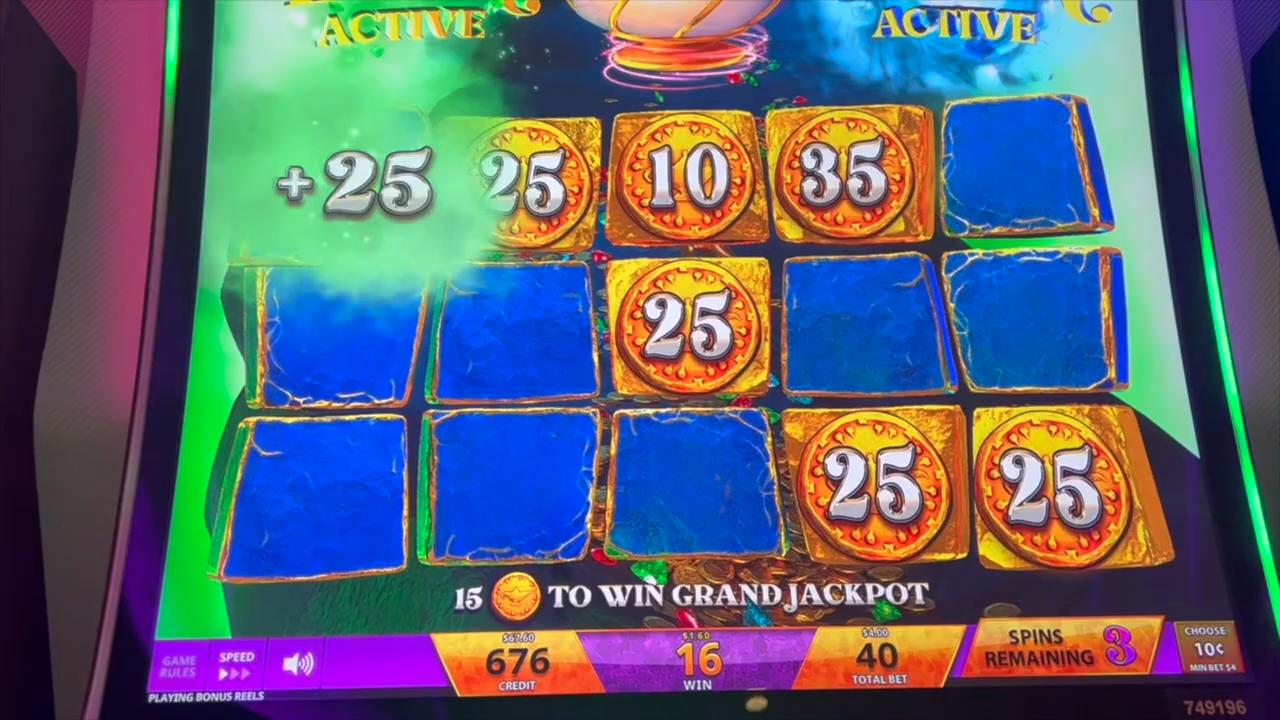 ACTIVE ACTIVE
+25 25 10 35
25
25 25
15 TO WIN GRAND JACKPOT
GAME RULES
SPEED
$67.60
676
CREDIT
$1.60
16
WIN
$4.00
40
TOTAL BET
SPINS
REMAINING 3
CHOOSE
10¢
MIN BET $4
PLAYING BONUS REELS
749196